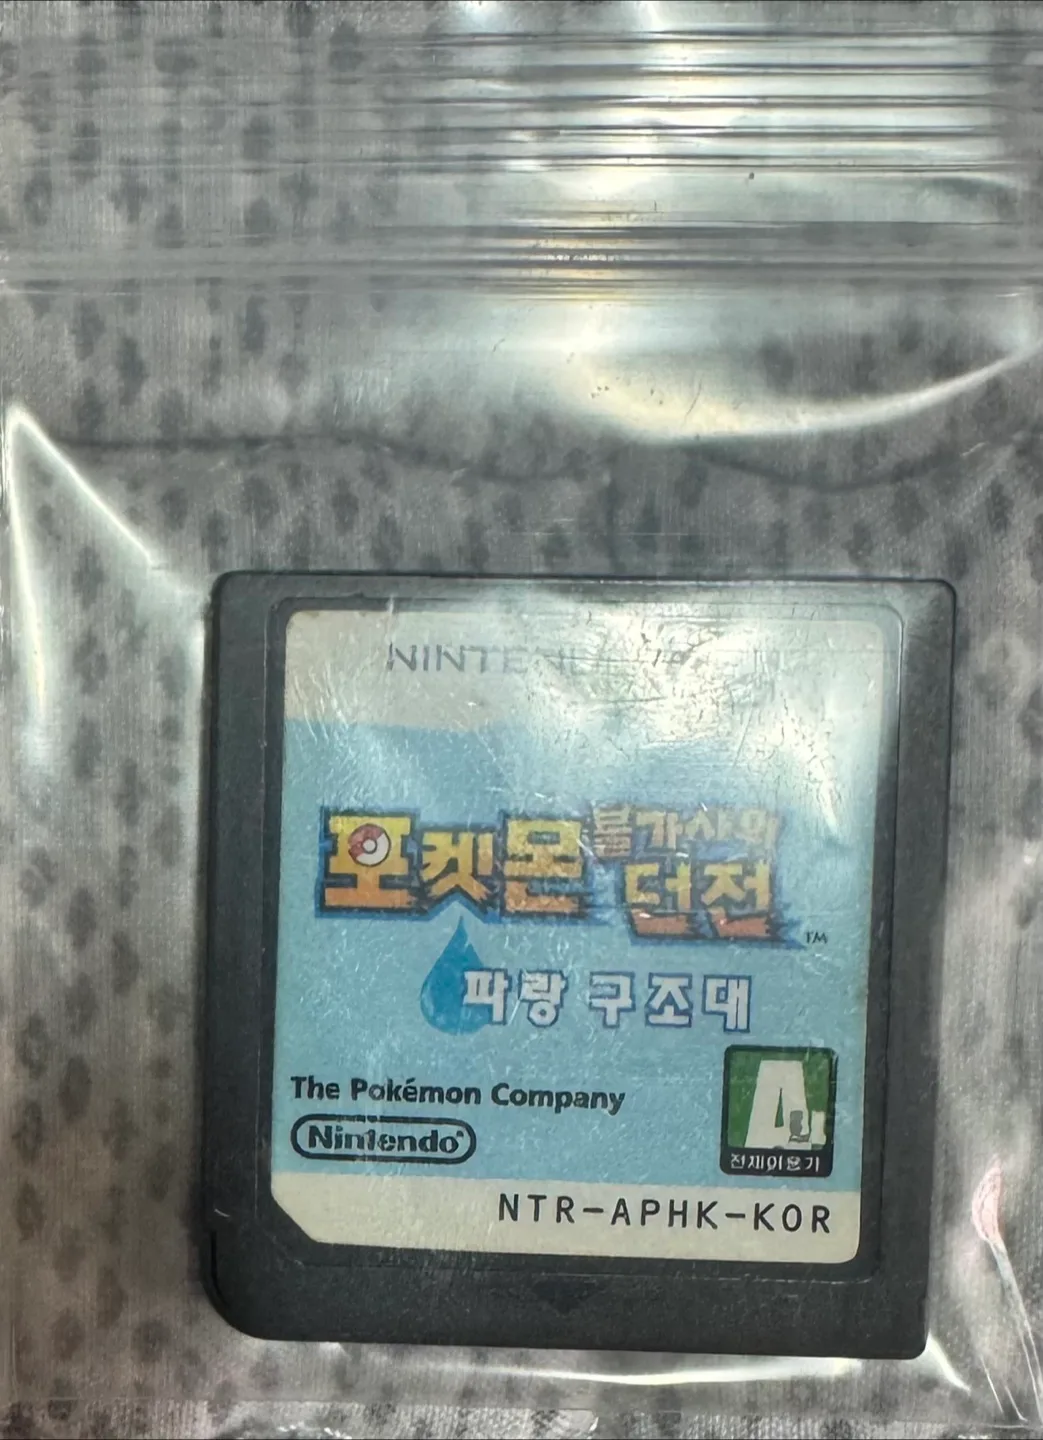 포켓몬 불가사의
던전
TM
파랑 구조대
The Pokémon Company
Nintendo®
전체이용가
NTR-APHK-KOR